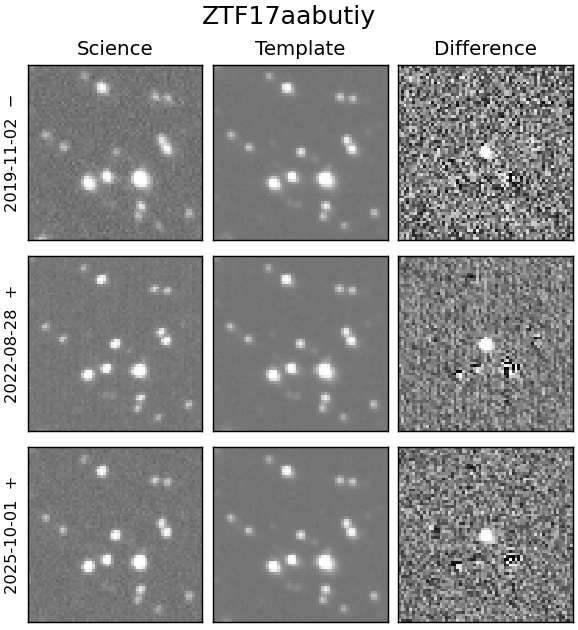 ZTF17aabutiy
Science Template Difference
2019-11-02 −
2022-08-28 +
2025-10-01 +